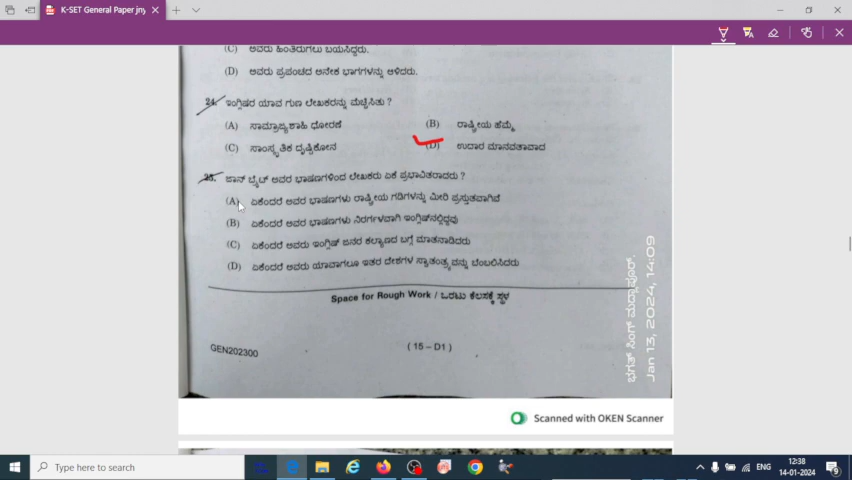 K-SET General Paper jny
(C) ಅವರು ಹಿಂತಿರುಗಲು ಬಯಸಿದ್ದರು.
(D) ಅವರು ಪ್ರಪಂಚದ ಅನೇಕ ಭಾಗಗಳನ್ನು ಆಳಿದರು.
24. ಇಂಗ್ಲಿಷರ ಯಾವ ಗುಣ ಲೇಖಕರನ್ನು ಮೆಚ್ಚಿಸಿತು ?
(A) ಸಾಮ್ರಾಜ್ಯಶಾಹಿ ಧೋರಣೆ (B) ರಾಷ್ಟ್ರೀಯ ಹೆಮ್ಮೆ
(C) ಸಾಂಸ್ಕೃತಿಕ ದೃಷ್ಟಿಕೋನ (D) ಉದಾರ ಮಾನವತಾವಾದ
25. ಜಾನ್ ಬ್ರೈಟ್ ಅವರ ಭಾಷಣಗಳಿಂದ ಲೇಖಕರು ಏಕೆ ಪ್ರಭಾವಿತರಾದರು ?
(A) ಏಕೆಂದರೆ ಅವರ ಭಾಷಣಗಳು ರಾಷ್ಟ್ರೀಯ ಗಡಿಗಳನ್ನು ಮೀರಿ ಪ್ರಸ್ತುತವಾಗಿವೆ
(B) ಏಕೆಂದರೆ ಅವರ ಭಾಷಣಗಳು ನಿರರ್ಗಳವಾಗಿ ಇಂಗ್ಲಿಷ್‌ನಲ್ಲಿದ್ದವು
(C) ಏಕೆಂದರೆ ಅವರು ಇಂಗ್ಲಿಷ್ ಜನರ ಕಲ್ಯಾಣದ ಬಗ್ಗೆ ಮಾತನಾಡಿದರು
(D) ಏಕೆಂದರೆ ಅವರು ಯಾವಾಗಲೂ ಇತರ ದೇಶಗಳ ಸ್ವಾತಂತ್ರ್ಯವನ್ನು ಬೆಂಬಲಿಸಿದರು
Space for Rough Work / ಒರಟು ಕೆಲಸಕ್ಕೆ ಸ್ಥಳ
GEN202300 ( 15 – D1 )
ಭಗತ್ ಸಿಂಗ್
Jan 13, 2024, 14:09
Scanned with OKEN Scanner
Type here to search
ENG
12:38
14-01-2024